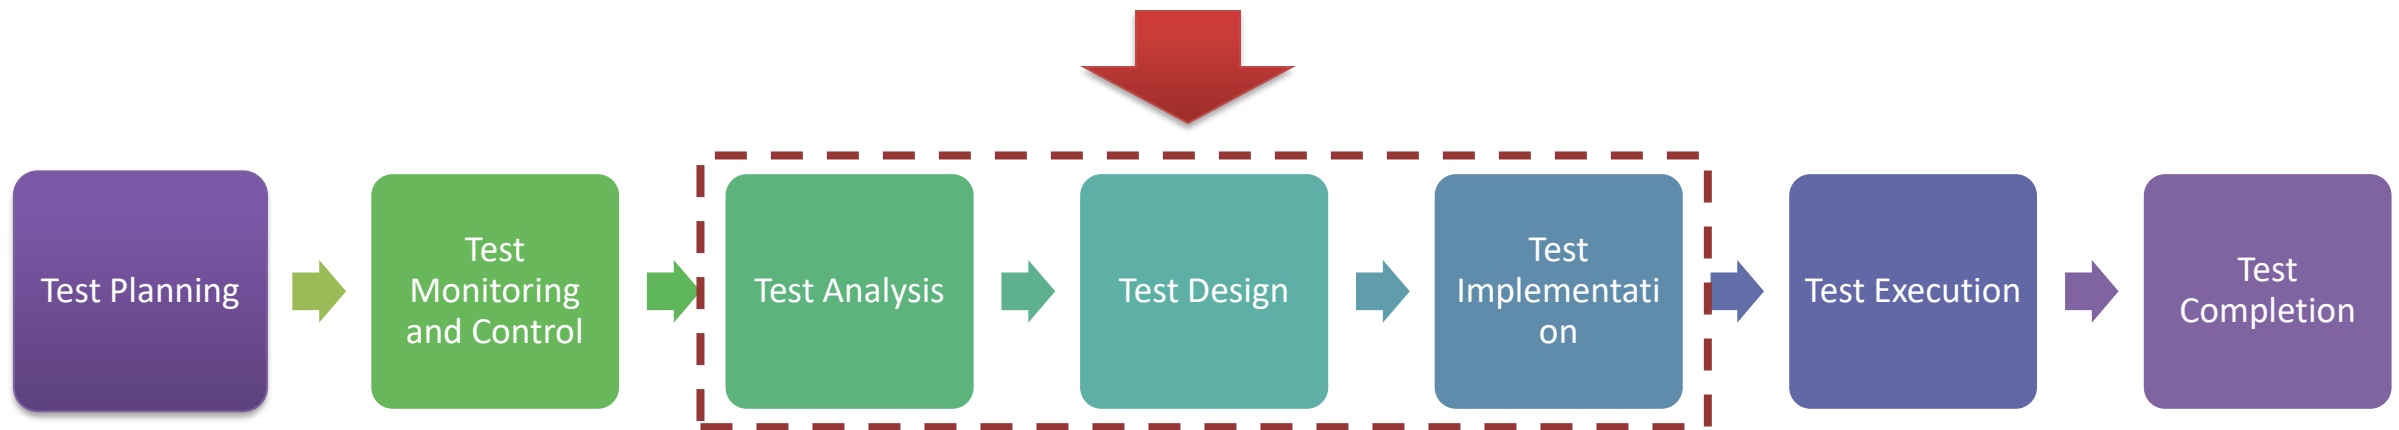 Test Planning
Test
Monitoring
and Control
Test Analysis
Test Design
Test
Implementati
on
Test Execution
Test
Completion